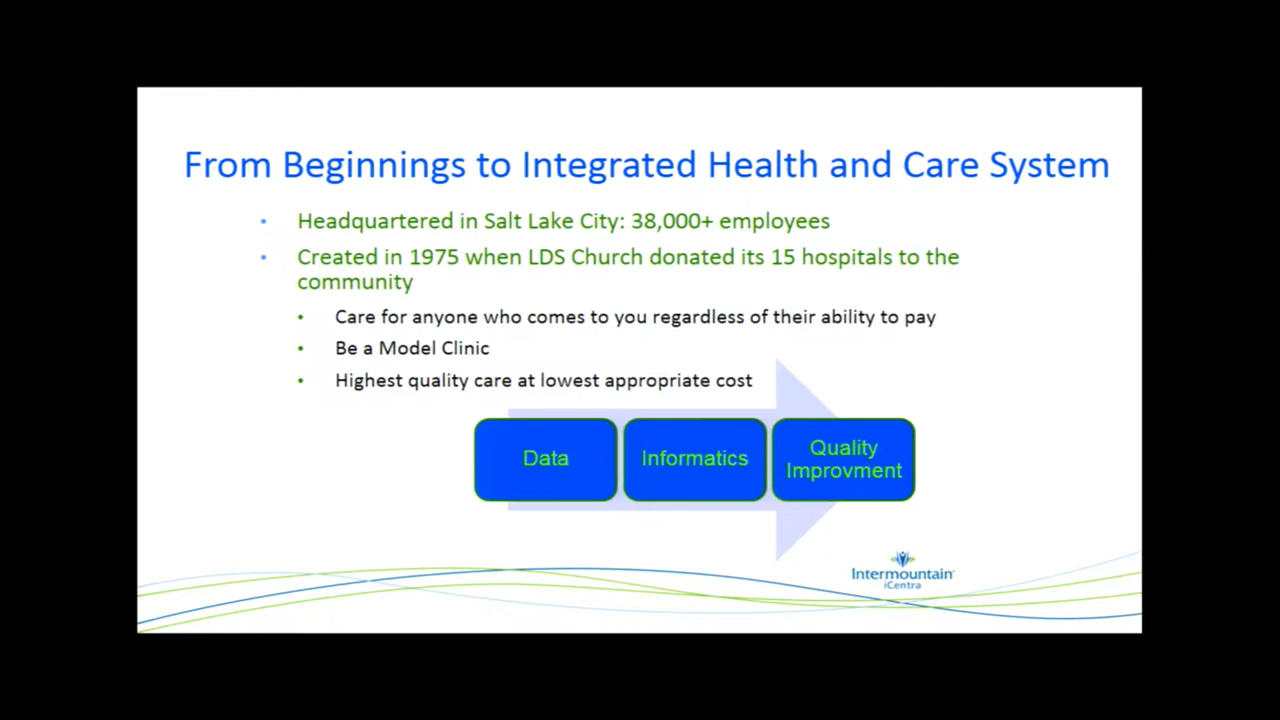 From Beginnings to Integrated Health and Care System
• Headquartered in Salt Lake City: 38,000+ employees
• Created in 1975 when LDS Church donated its 15 hospitals to the
community
• Care for anyone who comes to you regardless of their ability to pay
• Be a Model Clinic
• Highest quality care at lowest appropriate cost
Data
Informatics
Quality
Improvment
Intermountain
iCentra